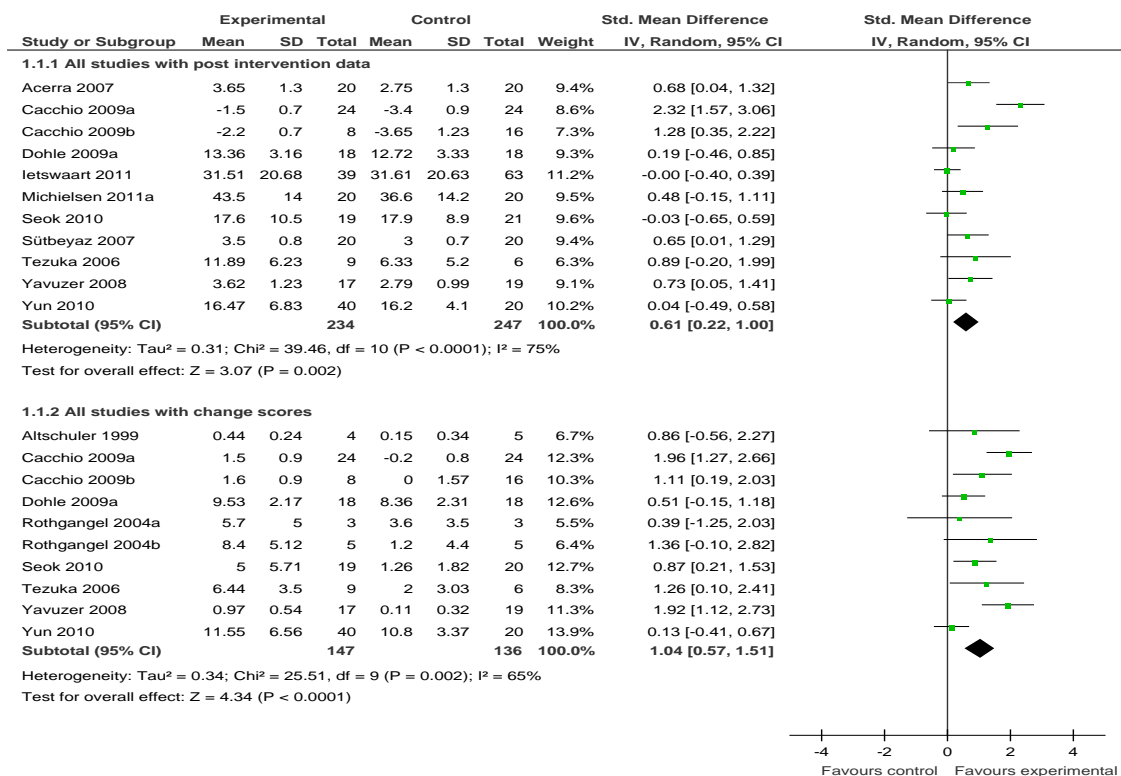 Experimental Control Std. Mean Difference Std. Mean Difference
Study or Subgroup Mean SD Total Mean SD Total Weight IV, Random, 95% CI IV, Random, 95% CI
1.1.1 All studies with post intervention data
Acerra 2007 3.65 1.3 20 2.75 1.3 20 9.4% 0.68 [0.04, 1.32]
Cacchio 2009a -1.5 0.7 24 -3.4 0.9 24 8.6% 2.32 [1.57, 3.06]
Cacchio 2009b -2.2 0.7 8 -3.65 1.23 16 7.3% 1.28 [0.35, 2.22]
Dohle 2009a 13.36 3.16 18 12.72 3.33 18 9.3% 0.19 [-0.46, 0.85]
Ietswaart 2011 31.51 20.68 39 31.61 20.63 63 11.2% -0.00 [-0.40, 0.39]
Michielsen 2011a 43.5 14 20 36.6 14.2 20 9.5% 0.48 [-0.15, 1.11]
Seok 2010 17.6 10.5 19 17.9 8.9 21 9.6% -0.03 [-0.65, 0.59]
Sütbeyaz 2007 3.5 0.8 20 3 0.7 20 9.4% 0.65 [0.01, 1.29]
Tezuka 2006 11.89 6.23 9 6.33 5.2 6 6.3% 0.89 [-0.20, 1.99]
Yavuzer 2008 3.62 1.23 17 2.79 0.99 19 9.1% 0.73 [0.05, 1.41]
Yun 2010 16.47 6.83 40 16.2 4.1 20 10.2% 0.04 [-0.49, 0.58]
Subtotal (95% CI) 234 247 100.0% 0.61 [0.22, 1.00]
Heterogeneity: Tau² = 0.31; Chi² = 39.46, df = 10 (P < 0.0001); I² = 75%
Test for overall effect: Z = 3.07 (P = 0.002)
1.1.2 All studies with change scores
Altschuler 1999 0.44 0.24 4 0.15 0.34 5 6.7% 0.86 [-0.56, 2.27]
Cacchio 2009a 1.5 0.9 24 -0.2 0.8 24 12.3% 1.96 [1.27, 2.66]
Cacchio 2009b 1.6 0.9 8 0 1.57 16 10.3% 1.11 [0.19, 2.03]
Dohle 2009a 9.53 2.17 18 8.36 2.31 18 12.6% 0.51 [-0.15, 1.18]
Rothgangel 2004a 5.7 5 3 3.6 3.5 3 5.5% 0.39 [-1.25, 2.03]
Rothgangel 2004b 8.4 5.12 5 1.2 4.4 5 6.4% 1.36 [-0.10, 2.82]
Seok 2010 5 5.71 19 1.26 1.82 20 12.7% 0.87 [0.21, 1.53]
Tezuka 2006 6.44 3.5 9 2 3.03 6 8.3% 1.26 [0.10, 2.41]
Yavuzer 2008 0.97 0.54 17 0.11 0.32 19 11.3% 1.92 [1.12, 2.73]
Yun 2010 11.55 6.56 40 10.8 3.37 20 13.9% 0.13 [-0.41, 0.67]
Subtotal (95% CI) 147 136 100.0% 1.04 [0.57, 1.51]
Heterogeneity: Tau² = 0.34; Chi² = 25.51, df = 9 (P = 0.002); I² = 65%
Test for overall effect: Z = 4.34 (P < 0.0001)
-4 -2 0 2 4
Favours control Favours experimental